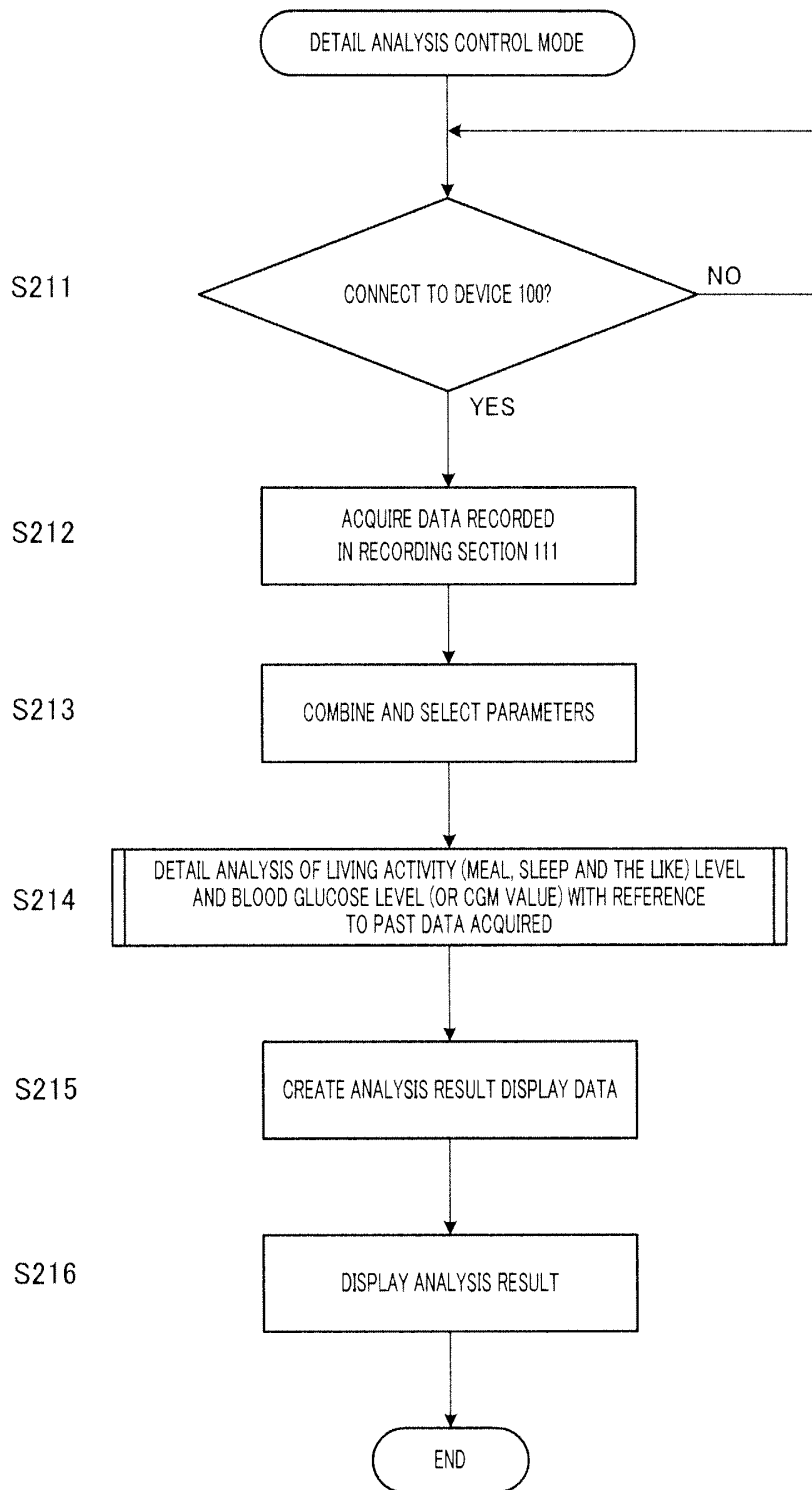 DETAIL ANALYSIS CONTROL MODE
S211
CONNECT TO DEVICE 100?
NO
YES
S212
ACQUIRE DATA RECORDED
IN RECORDING SECTION 111
S213
COMBINE AND SELECT PARAMETERS
S214
DETAIL ANALYSIS OF LIVING ACTIVITY (MEAL, SLEEP AND THE LIKE) LEVEL
AND BLOOD GLUCOSE LEVEL (OR CGM VALUE) WITH REFERENCE
TO PAST DATA ACQUIRED
S215
CREATE ANALYSIS RESULT DISPLAY DATA
S216
DISPLAY ANALYSIS RESULT
END